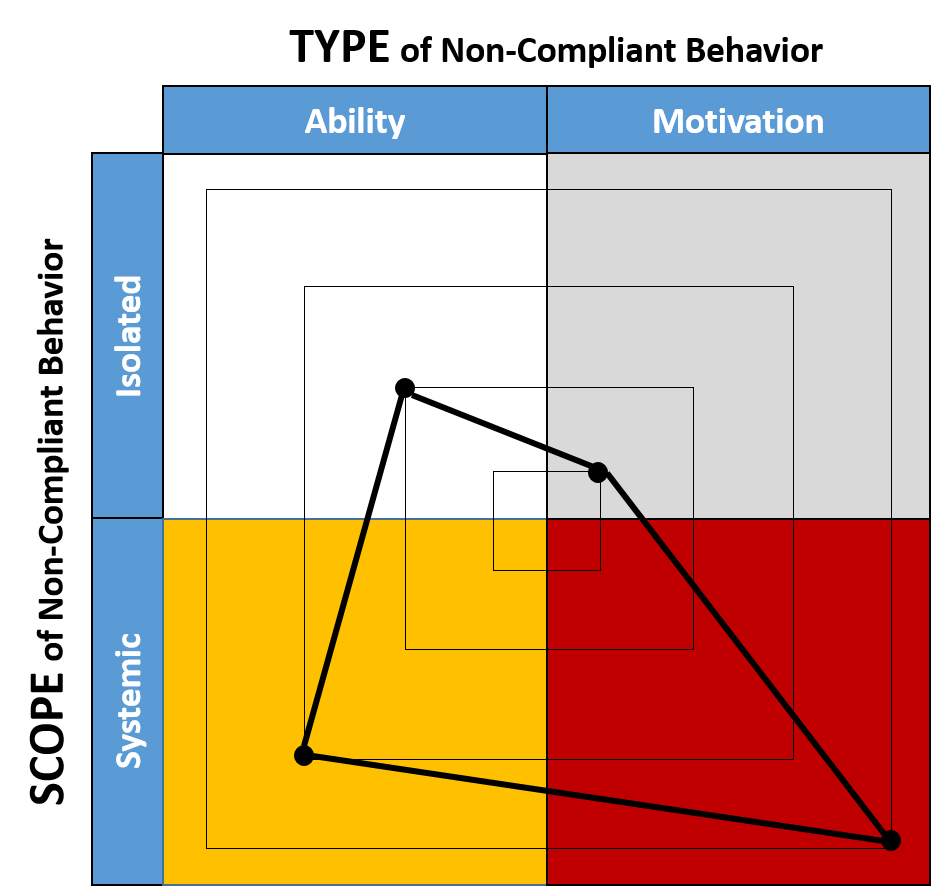 TYPE of Non-Compliant Behavior
Ability
Motivation
SCOPE of Non-Compliant Behavior
Isolated
Systemic